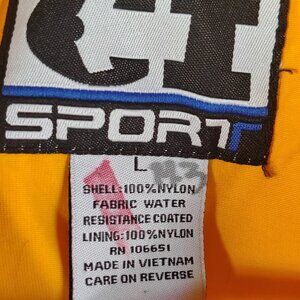 SPORT
L
SHELL:100%NYLON
FABRIC WATER
RESISTANCE COATED
LINING:100%NYLON
RN 106651
MADE IN VIETNAM
CARE ON REVERSE